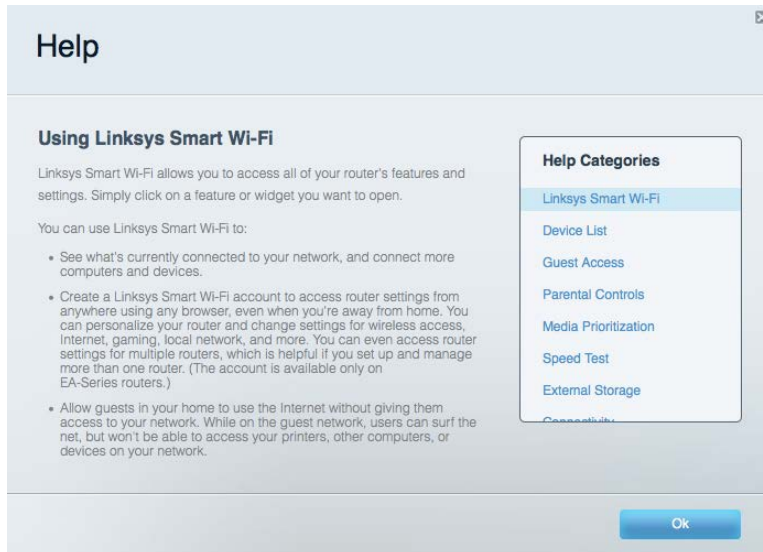 Help
Using Linksys Smart Wi-Fi
Linksys Smart Wi-Fi allows you to access all of your router's features and
settings. Simply click on a feature or widget you want to open.
You can use Linksys Smart Wi-Fi to:
• See what's currently connected to your network, and connect more
computers and devices.
• Create a Linksys Smart Wi-Fi account to access router settings from
anywhere using any browser, even when you're away from home. You
can personalize your router and change settings for wireless access,
Internet, gaming, local network, and more. You can even access router
settings for multiple routers, which is helpful if you set up and manage
more than one router. (The account is available only on
EA-Series routers.)
• Allow guests in your home to use the Internet without giving them
access to your network. While on the guest network, users can surf the
net, but won't be able to access your printers, other computers, or
devices on your network.
Help Categories
Linksys Smart Wi-Fi
Device List
Guest Access
Parental Controls
Media Prioritization
Speed Test
External Storage
Connectivity
Ok